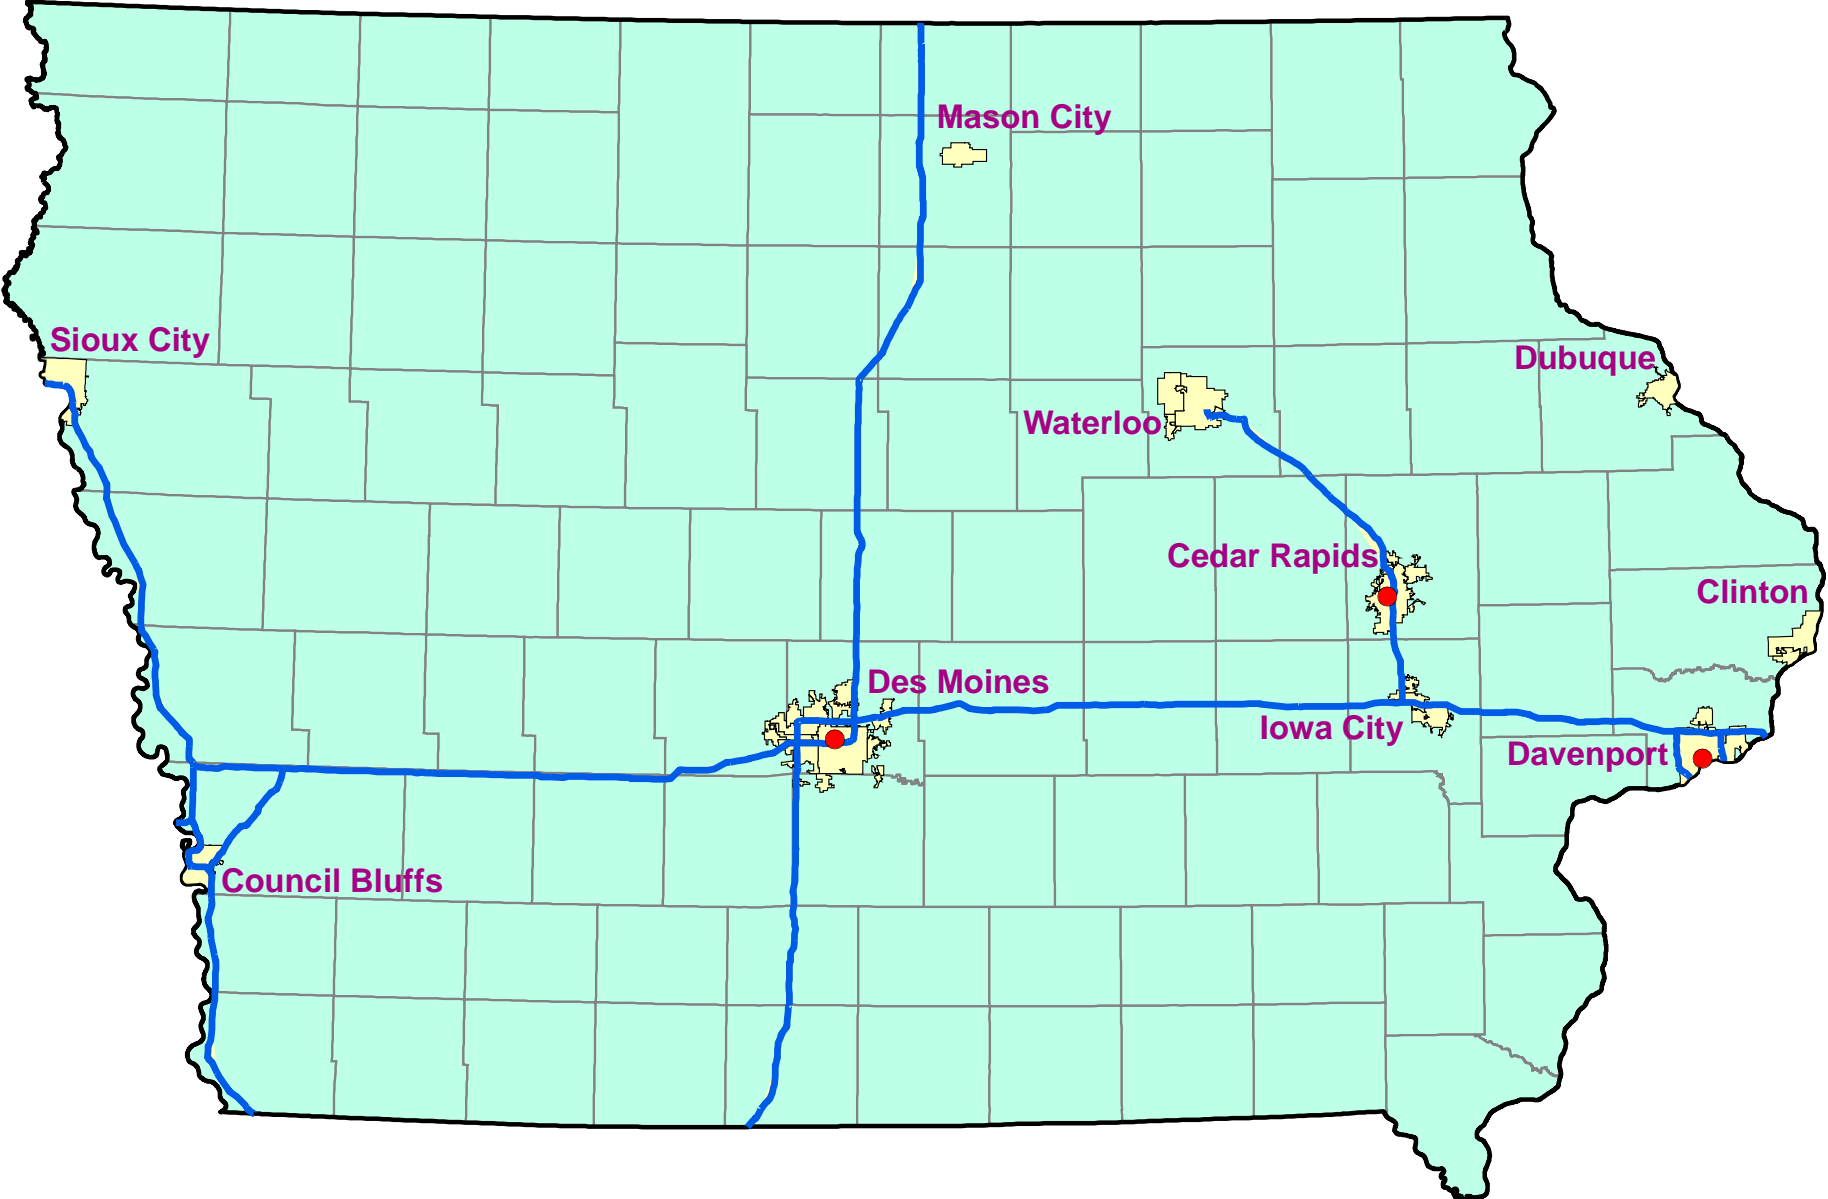 Mason City
Sioux City
Dubuque
Waterloo
Cedar Rapids
Clinton
Des Moines
Iowa City
Davenport
Council Bluffs